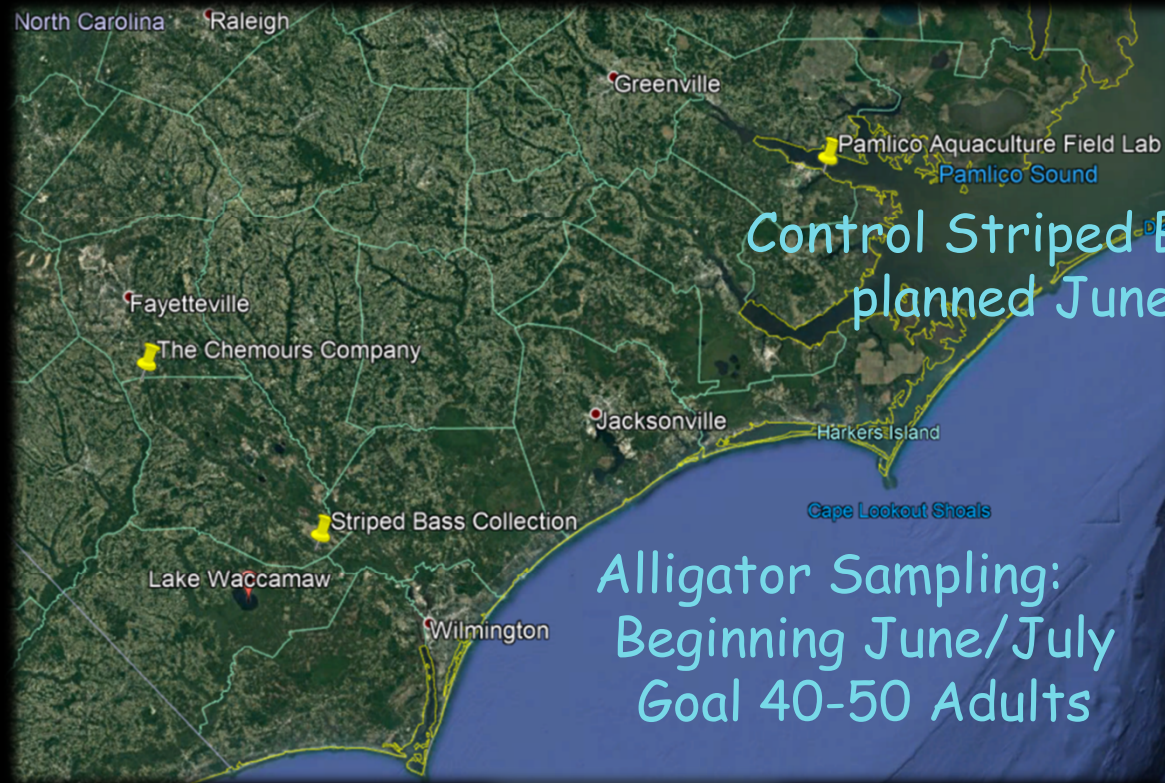 North Carolina
Raleigh
Greenville
Pamlico Aquaculture Field Lab
Pamlico Sound
Control Striped
planned June
Fayetteville
The Chemours Company
Jacksonville
Harkers Island
Cape Lookout Shoals
Striped Bass Collection
Alligator Sampling:
Lake Waccamaw
Wilmington
Beginning June/July
Goal 40-50 Adults